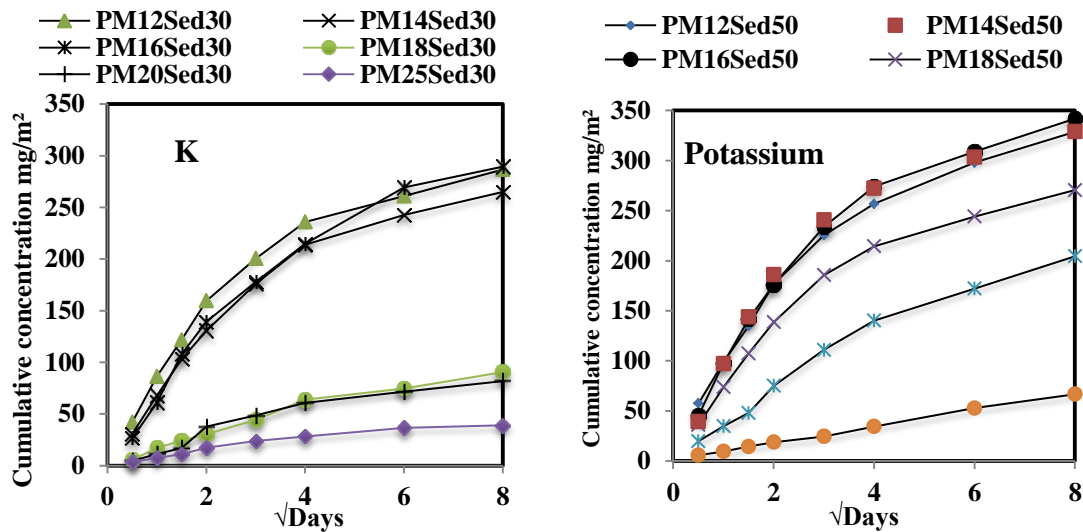 PM12Sed30 PM14Sed30
PM16Sed30 PM18Sed30
PM20Sed30 PM25Sed30
350
300
250
200
150
100
50
0
0 2 4 6 8
K
Cumulative concentration mg/m²
√Days
PM12Sed50 PM14Sed50
PM16Sed50 PM18Sed50
350
300
250
200
150
100
50
0
0 2 4 6 8
Potassium
Cumulative concentration mg/m²
√Days